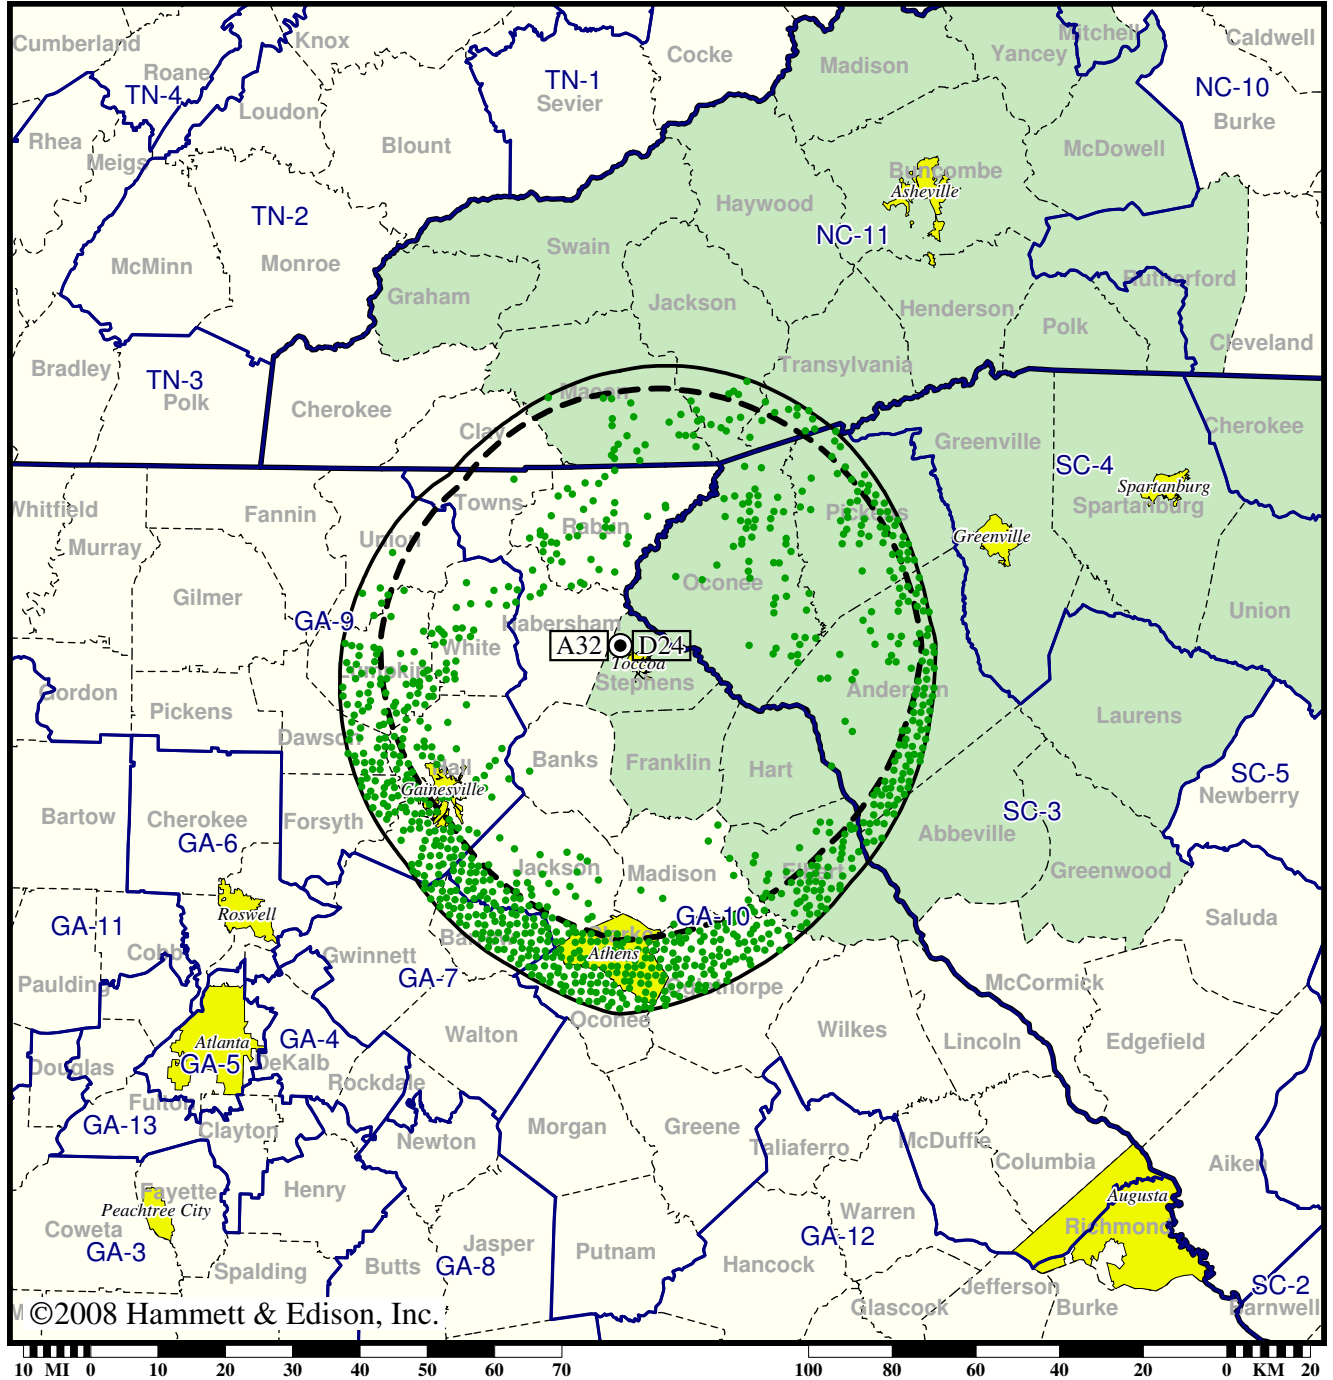 Cumberland
Knox
Cocke
Madison
Mitchell
Yancey
Caldwell
Roane
TN-4
TN-1
Sevier
NC-10
Burke
Loudon
Rhea
Meigs
Blount
McDowell
Buncombe
Asheville
Haywood
TN-2
NC-11
Swain
McMinn
Monroe
Graham
Jackson
Rutherford
Henderson
Polk
Cleveland
Bradley
TN-3
Polk
Transylvania
Macon
Cherokee
Clay
Greenville
Cherokee
SC-4
Spartanburg
Spartanburg
Whitfield
Fannin
Towns
Rabun
Pickens
Union
Murray
Greenville
Gilmer
Oconee
Union
GA-9
Habersham
White
A32
D24
Toccoa
Stephens
Lumpkin
Gordon
Pickens
Anderson
Laurens
Dawson
Banks
Franklin
Hart
Hall
Gainesville
SC-5
Newberry
Bartow
Cherokee
Forsyth
GA-6
SC-3
Abbeville
Greenwood
Jackson
Madison
Elbert
Roswell
GA-10
Saluda
GA-11
Cobb
Gwinnett
Barrow
Clarke
Athens
GA-7
Paulding
Oglethorpe
McCormick
Oconee
Walton
Wilkes
Lincoln
Edgefield
Atlanta
GA-4
GA-5
DeKalb
Douglas
Rockdale
Fulton
GA-13
Clayton
Newton
Morgan
Greene
Taliaferro
McDuffie
Columbia
Aiken
Fayette
Henry
Peachtree City
Coweta
GA-3
Augusta
Richmond
Warren
GA-12
Jasper
Putnam
Hancock
Spalding
Butts
GA-8
Jefferson
Glascock
Burke
SC-2
Barnwell
©2008 Hammett & Edison, Inc.
10 MI 0 10 20 30 40 50 60 70
100 80 60 40 20 0 KM 20